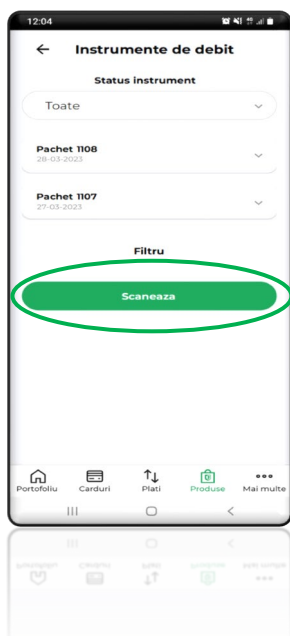 12:04
Instrumente de debit
Status instrument
Toate
Pachet 1108
28-03-2023
Pachet 1107
27-03-2023
Filtru
Scaneaza
Portofoliu Carduri Plati Produse Mai multe